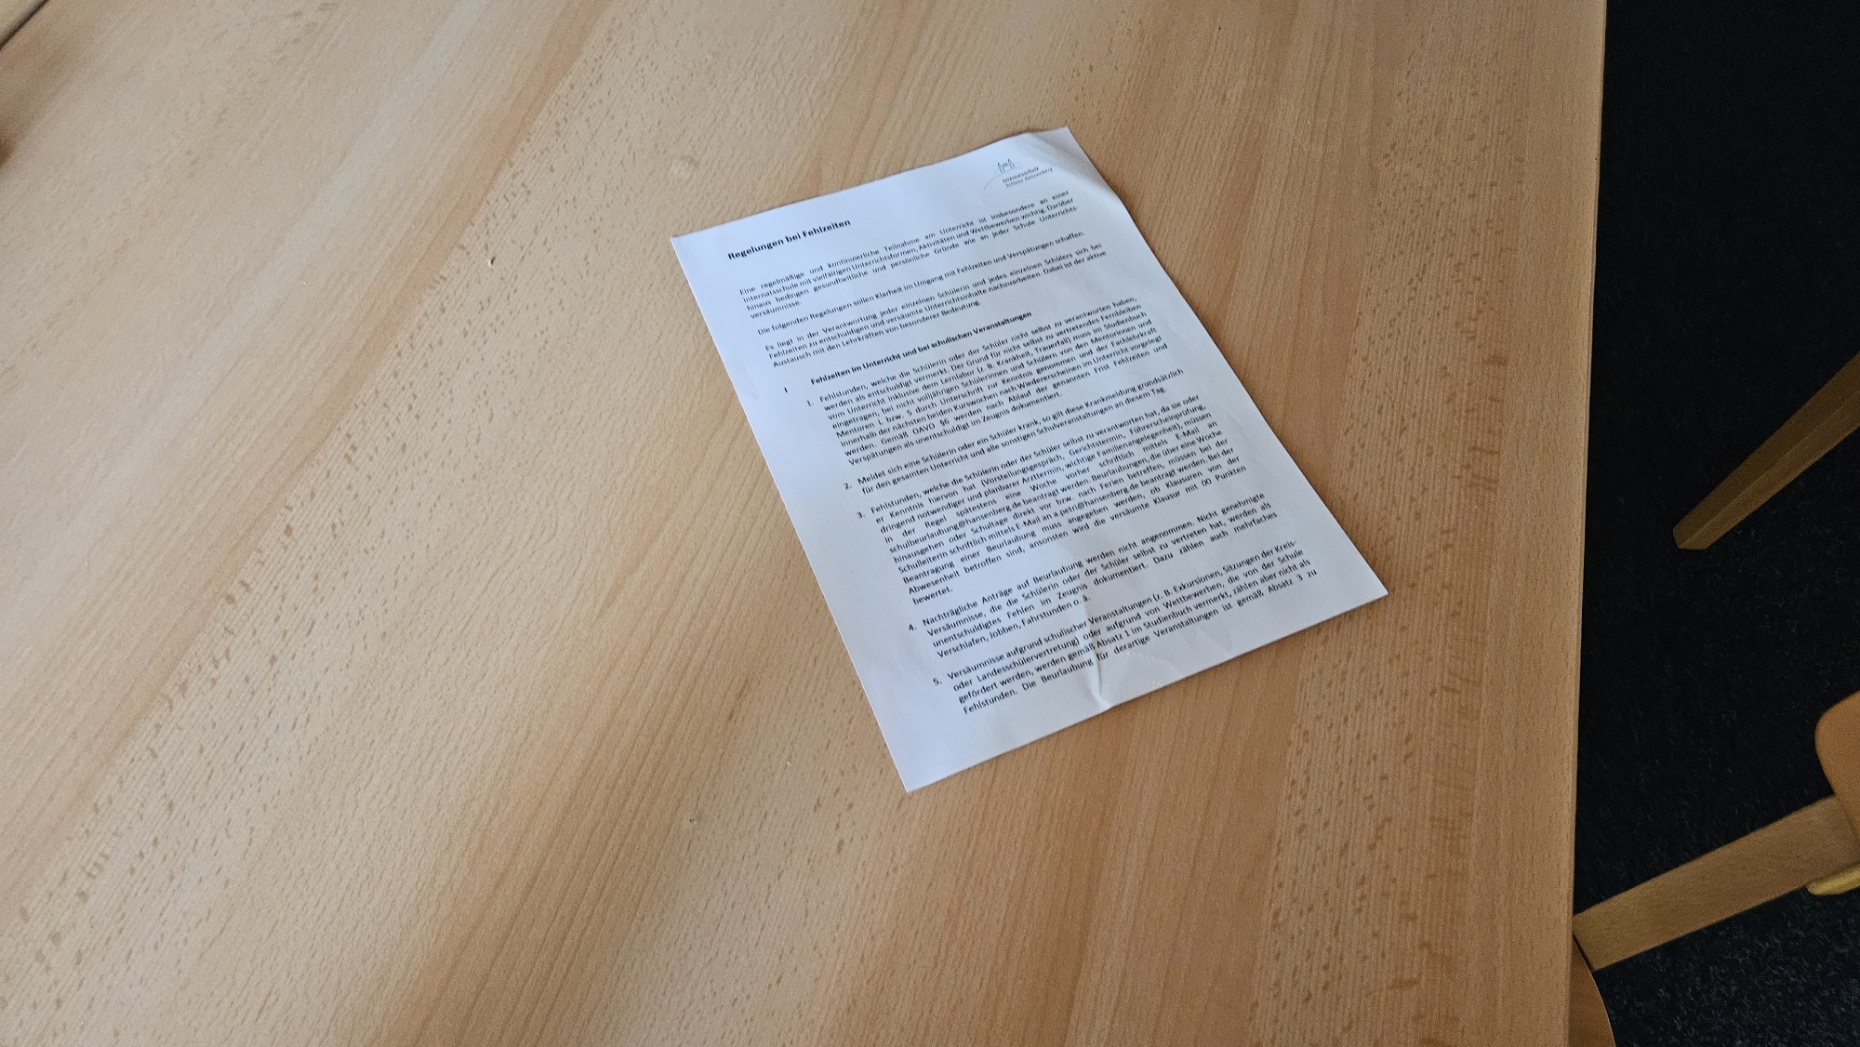 Internatsschule
Schloss Hansenberg
Regelungen bei Fehlzeiten
Eine regelmäßige und kontinuierliche Teilnahme am Unterricht ist insbesondere an einer
Internatsschule mit vielfältigen Unterrichtsformen, Aktivitäten und Wettbewerben wichtig. Darüber
hinaus bedingen gesundheitliche und persönliche Gründe wie an jeder Schule Unterrichts-
versäumnisse.
Die folgenden Regelungen sollen Klarheit im Umgang mit Fehlzeiten und Verspätungen schaffen.
Es liegt in der Verantwortung jeder einzelnen Schülerin und jedes einzelnen Schülers sich bei
Fehlzeiten zu entschuldigen und versäumte Unterrichtsinhalte nachzuarbeiten. Dabei ist der aktive
Austausch mit den Lehrkräften von besonderer Bedeutung.
I Fehlzeiten im Unterricht und bei schulischen Veranstaltungen
1. Fehlstunden, welche die Schülerin oder der Schüler nicht selbst zu verantworten haben,
werden als entschuldigt vermerkt. Der Grund für nicht selbst zu vertretendes Fernbleiben
vom Unterricht inklusive dem Lernlabor (z. B. Krankheit, Trauerfall) muss im Studienbuch
eingetragen, bei nicht volljährigen Schülerinnen und Schülern von den Mentorinnen und
Mentoren I. bzw. S durch Unterschrift zur Kenntnis genommen und der Fachlehrkraft
innerhalb der nächsten beiden Kurswochen nach Wiedererscheinen im Unterricht vorgelegt
werden. Gemäß OAVO §6 werden nach Ablauf der genannten Frist Fehlzeiten und
Verspätungen als unentschuldigt im Zeugnis dokumentiert.
2. Meldet sich eine Schülerin oder ein Schüler krank, so gilt diese Krankmeldung grundsätzlich
für den gesamten Unterricht und alle sonstigen Schulveranstaltungen an diesem Tag.
3. Fehlstunden, welche die Schülerin oder der Schüler selbst zu verantworten hat, da sie oder
er Kenntnis hiervon hat (Vorstellungsgespräch, Gerichtstermin, Führerscheinprüfung,
dringend notwendiger und planbarer Arzttermin, wichtige Familienangelegenheit), müssen
in der Regel spätestens eine Woche vorher schriftlich mittels E-Mail an
schulbeurlaubung@hansenberg.de beantragt werden. Beurlaubungen, die über eine Woche
hinausgehen oder Schultage direkt vor bzw. nach Ferien betreffen, müssen bei der
Schulleiterin schriftlich mittels E-Mail an a.petri@hansenberg.de beantragt werden. Bei der
Beantragung einer Beurlaubung muss angegeben werden, ob Klausuren von der
Abwesenheit betroffen sind, ansonsten wird die versäumte Klausur mit 00 Punkten
bewertet.
4. Nachträgliche Anträge auf Beurlaubung werden nicht angenommen. Nicht genehmigte
Versäumnisse, die die Schülerin oder der Schüler selbst zu vertreten hat, werden als
unentschuldigtes Fehlen im Zeugnis dokumentiert. Dazu zählen auch mehrfaches
Verschlafen, Jobben, Fahrstunden o. ä.
5. Versäumnisse aufgrund schulischer Veranstaltungen (z. B. Exkursionen, Sitzungen der Kreis-
oder Landesschülervertretung) oder aufgrund von Wettbewerben, die von der Schule
gefördert werden, werden gemäß Absatz 1 im Studienbuch vermerkt, zählen aber nicht als
Fehlstunden. Die Beurlaubung für derartige Veranstaltungen ist gemäß Absatz 3 zu